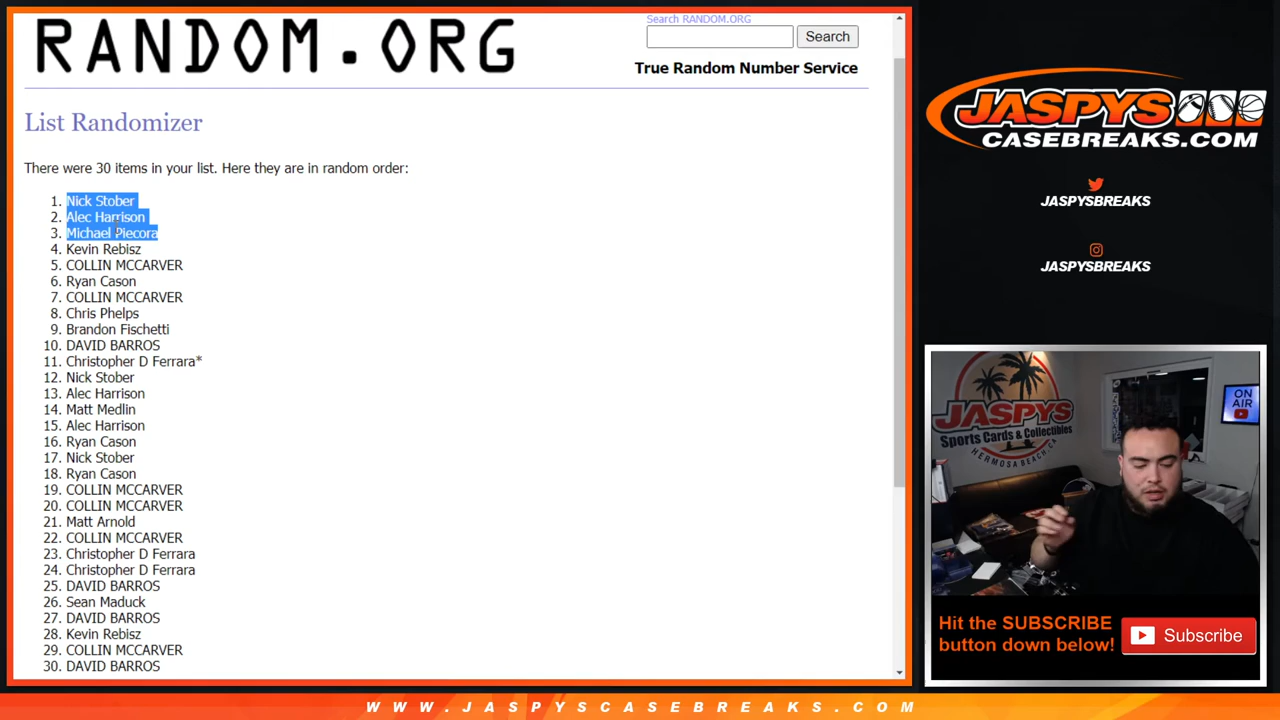 RANDOM.ORG
Search RANDOM.ORG
Search
True Random Number Service
List Randomizer
There were 30 items in your list. Here they are in random order:
1. Nick Stober
2. Alec Harrison
3. Michael Piecora
4. Kevin Rebisz
5. COLLIN MCCARVER
6. Ryan Cason
7. COLLIN MCCARVER
8. Chris Phelps
9. Brandon Fischetti
10. DAVID BARROS
11. Christopher D Ferrara*
12. Nick Stober
13. Alec Harrison
14. Matt Medlin
15. Alec Harrison
16. Ryan Cason
17. Nick Stober
18. Ryan Cason
19. COLLIN MCCARVER
20. COLLIN MCCARVER
21. Matt Arnold
22. COLLIN MCCARVER
23. Christopher D Ferrara
24. Christopher D Ferrara
25. DAVID BARROS
26. Sean Maduck
27. DAVID BARROS
28. Kevin Rebisz
29. COLLIN MCCARVER
30. DAVID BARROS
JASPYS
CASEBREAKS.COM
JASPYSBREAKS
JASPYSBREAKS
JASPYS
Sports Cards & Collectibles
HERMOSA BEACH, CA
ON AIR
Hit the SUBSCRIBE
button down below!
Subscribe
WWW.JASPYSCASEBREAKS.COM